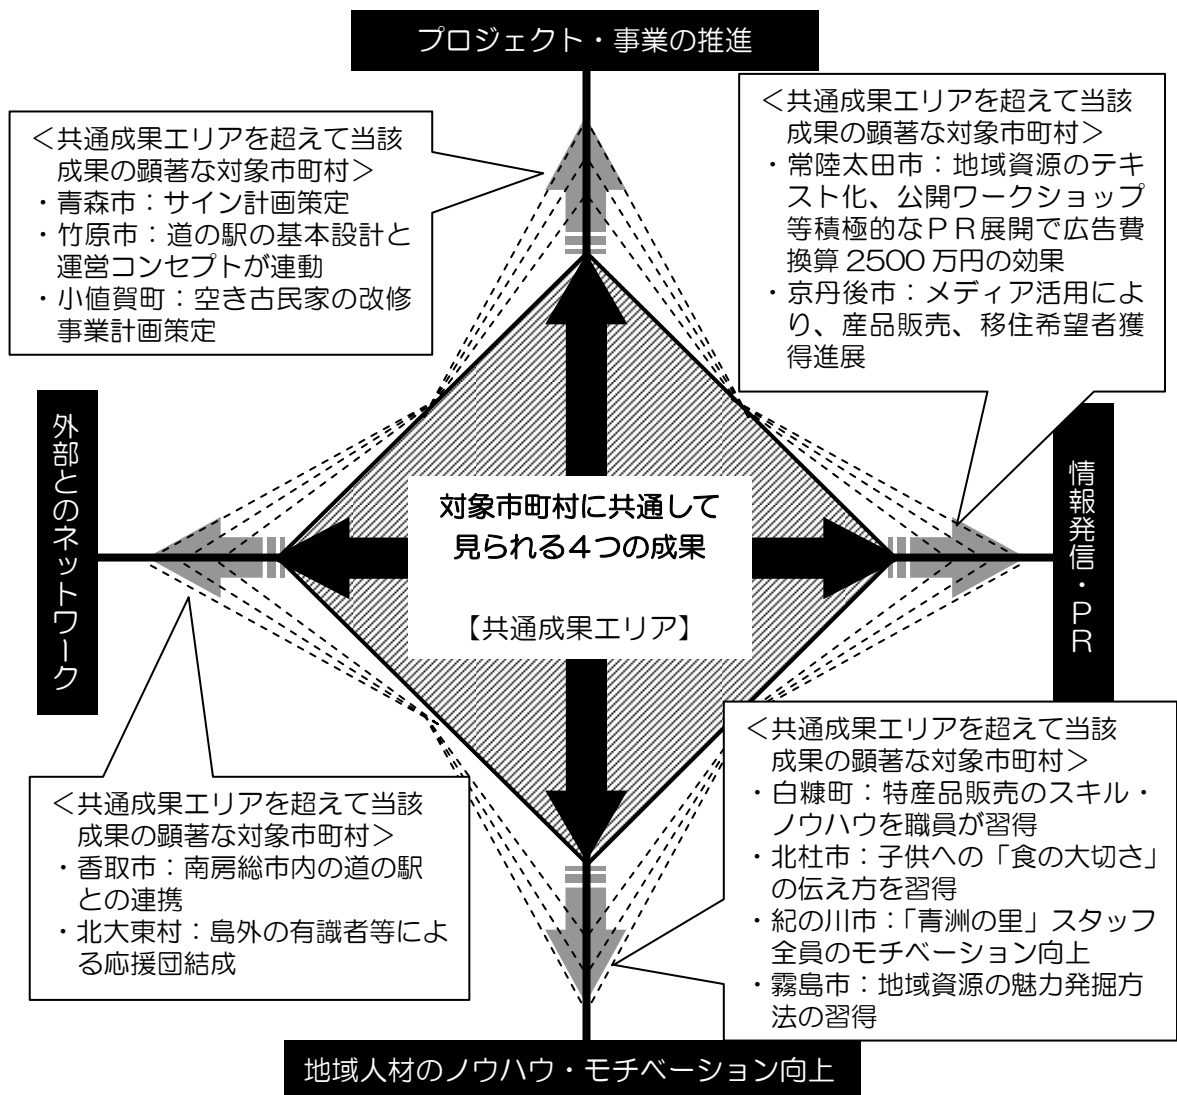 プロジェクト・事業の推進
＜共通成果エリアを超えて当該
成果の顕著な対象市町村＞
・青森市：サイン計画策定
・竹原市：道の駅の基本設計と
運営コンセプトが連動
・小値賀町：空き古民家の改修
事業計画策定
＜共通成果エリアを超えて当該
成果の顕著な対象市町村＞
・常陸太田市：地域資源のテキ
スト化、公開ワークショップ
等積極的なＰＲ展開で広告費
換算 2500 万円の効果
・京丹後市：メディア活用によ
り、産品販売、移住希望者獲
得進展
外部とのネットワーク
対象市町村に共通して
見られる４つの成果
【共通成果エリア】
情報発信・ＰＲ
＜共通成果エリアを超えて当該
成果の顕著な対象市町村＞
・香取市：南房総市内の道の駅
との連携
・北大東村：島外の有識者等によ
る応援団結成
＜共通成果エリアを超えて当該
成果の顕著な対象市町村＞
・白糠町：特産品販売のスキル・
ノウハウを職員が習得
・北杜市：子供への「食の大切さ」
の伝え方を習得
・紀の川市：「青洲の里」スタッフ
全員のモチベーション向上
・霧島市：地域資源の魅力発掘方
法の習得
地域人材のノウハウ・モチベーション向上